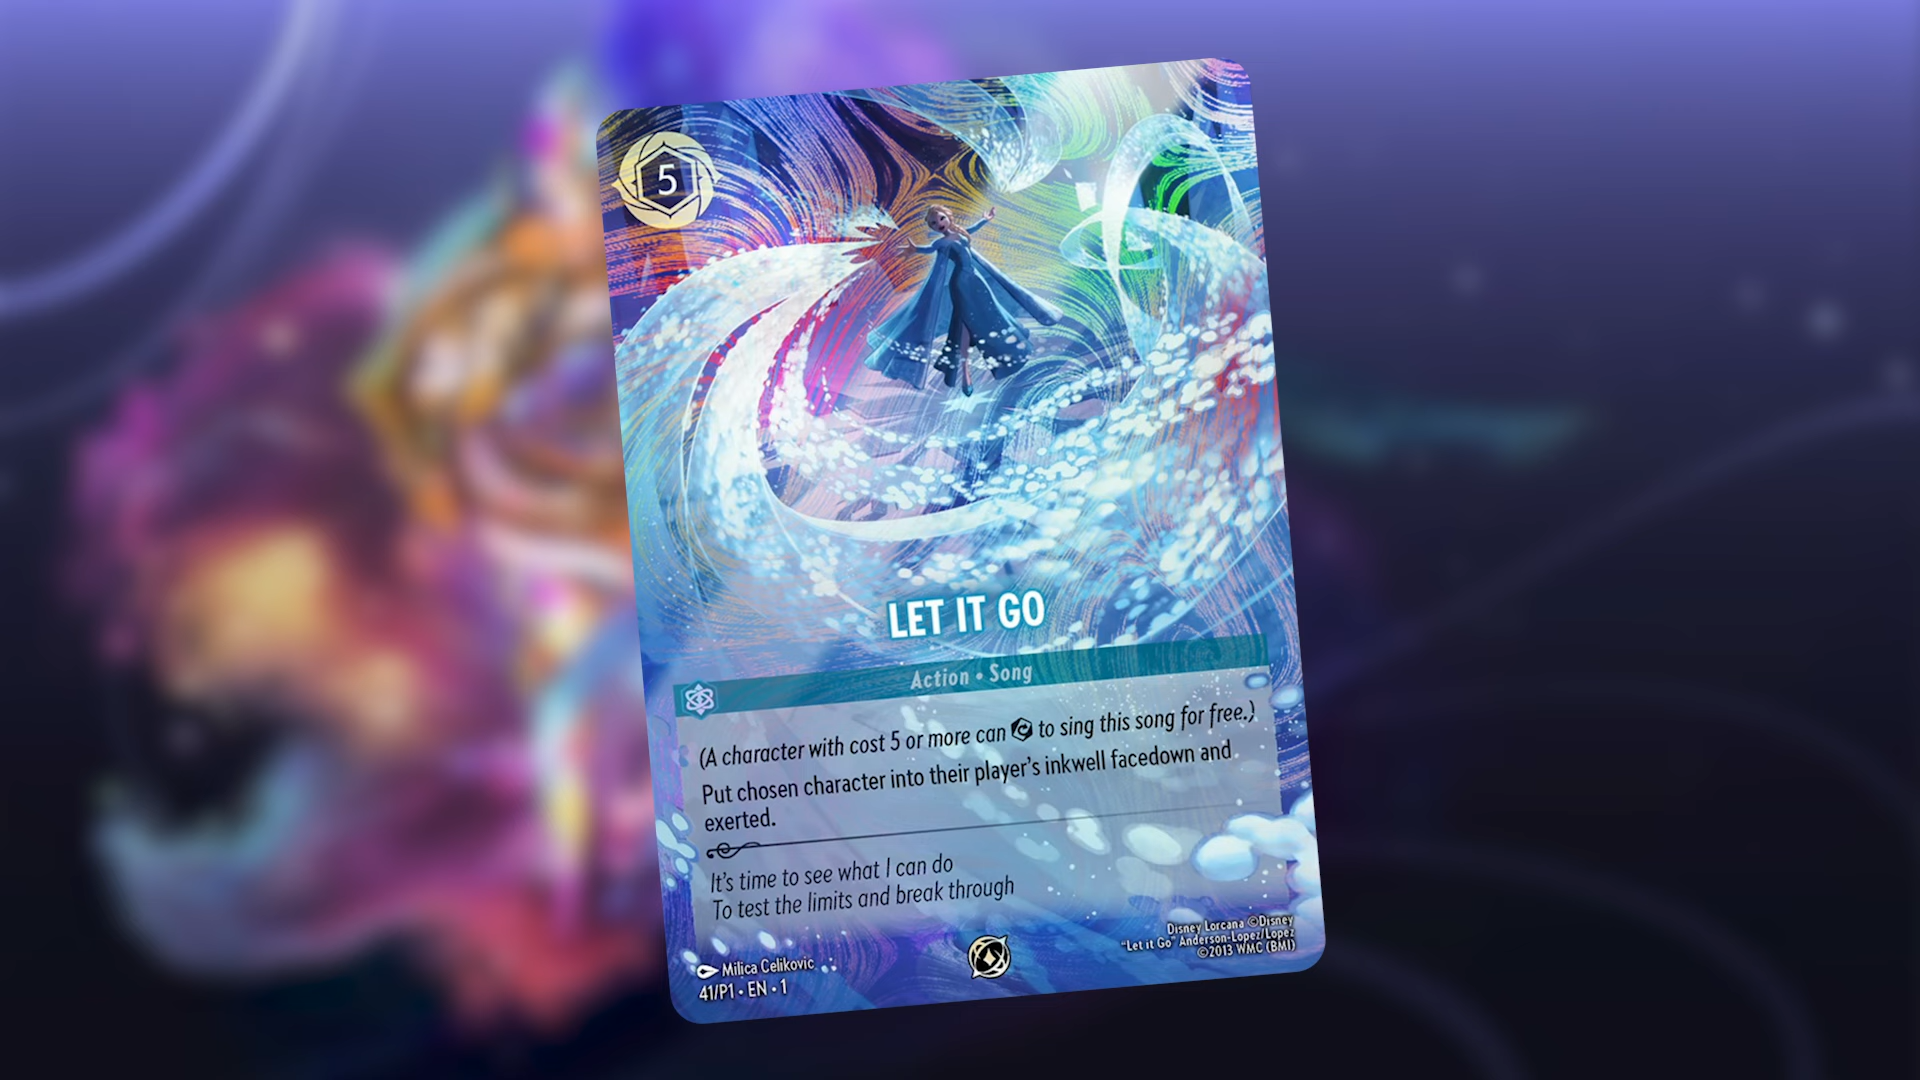 5
LET IT GO
Action • Song
(A character with cost 5 or more can to sing this song for free.)
Put chosen character into their player's inkwell facedown and
exerted.
It's time to see what I can do
To test the limits and break through
Milica Celikovic
41/P1 • EN • 1
Disney Lorcana ©Disney
"Let it Go" Anderson-Lopez/Lopez
©2013 WMC (BMI)